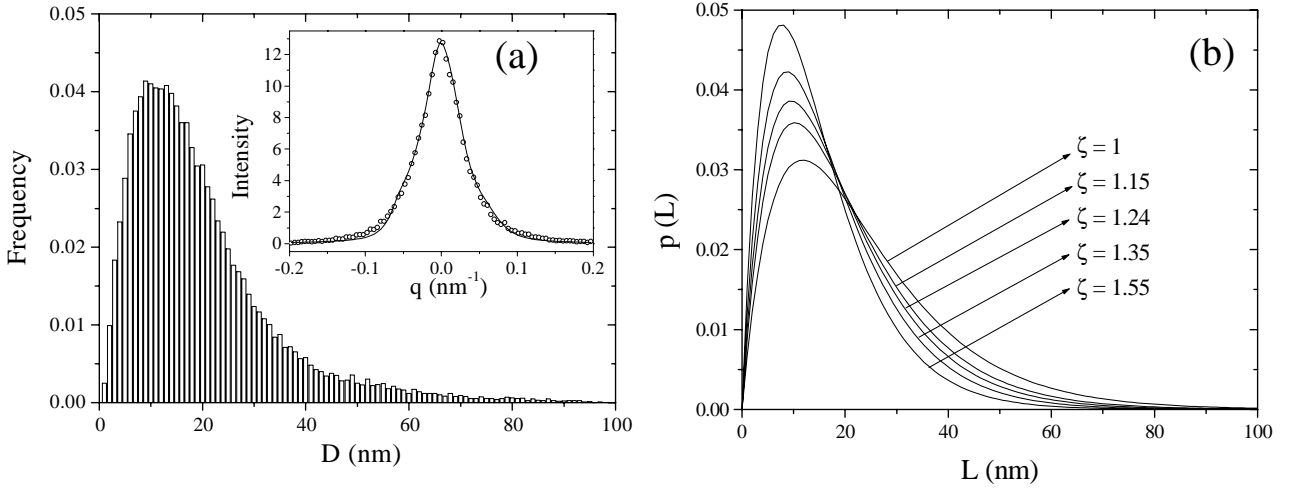 (a)
Frequency
0.05
0.04
0.03
0.02
0.01
0.00
0 20 40 60 80 100
D (nm)
Intensity
12
10
8
6
4
2
0
-0.2 -0.1 0.0 0.1 0.2
q (nm⁻¹)
(b)
p (L)
0.05
0.04
0.03
0.02
0.01
0.00
0 20 40 60 80 100
L (nm)
ζ = 1
ζ = 1.15
ζ = 1.24
ζ = 1.35
ζ = 1.55